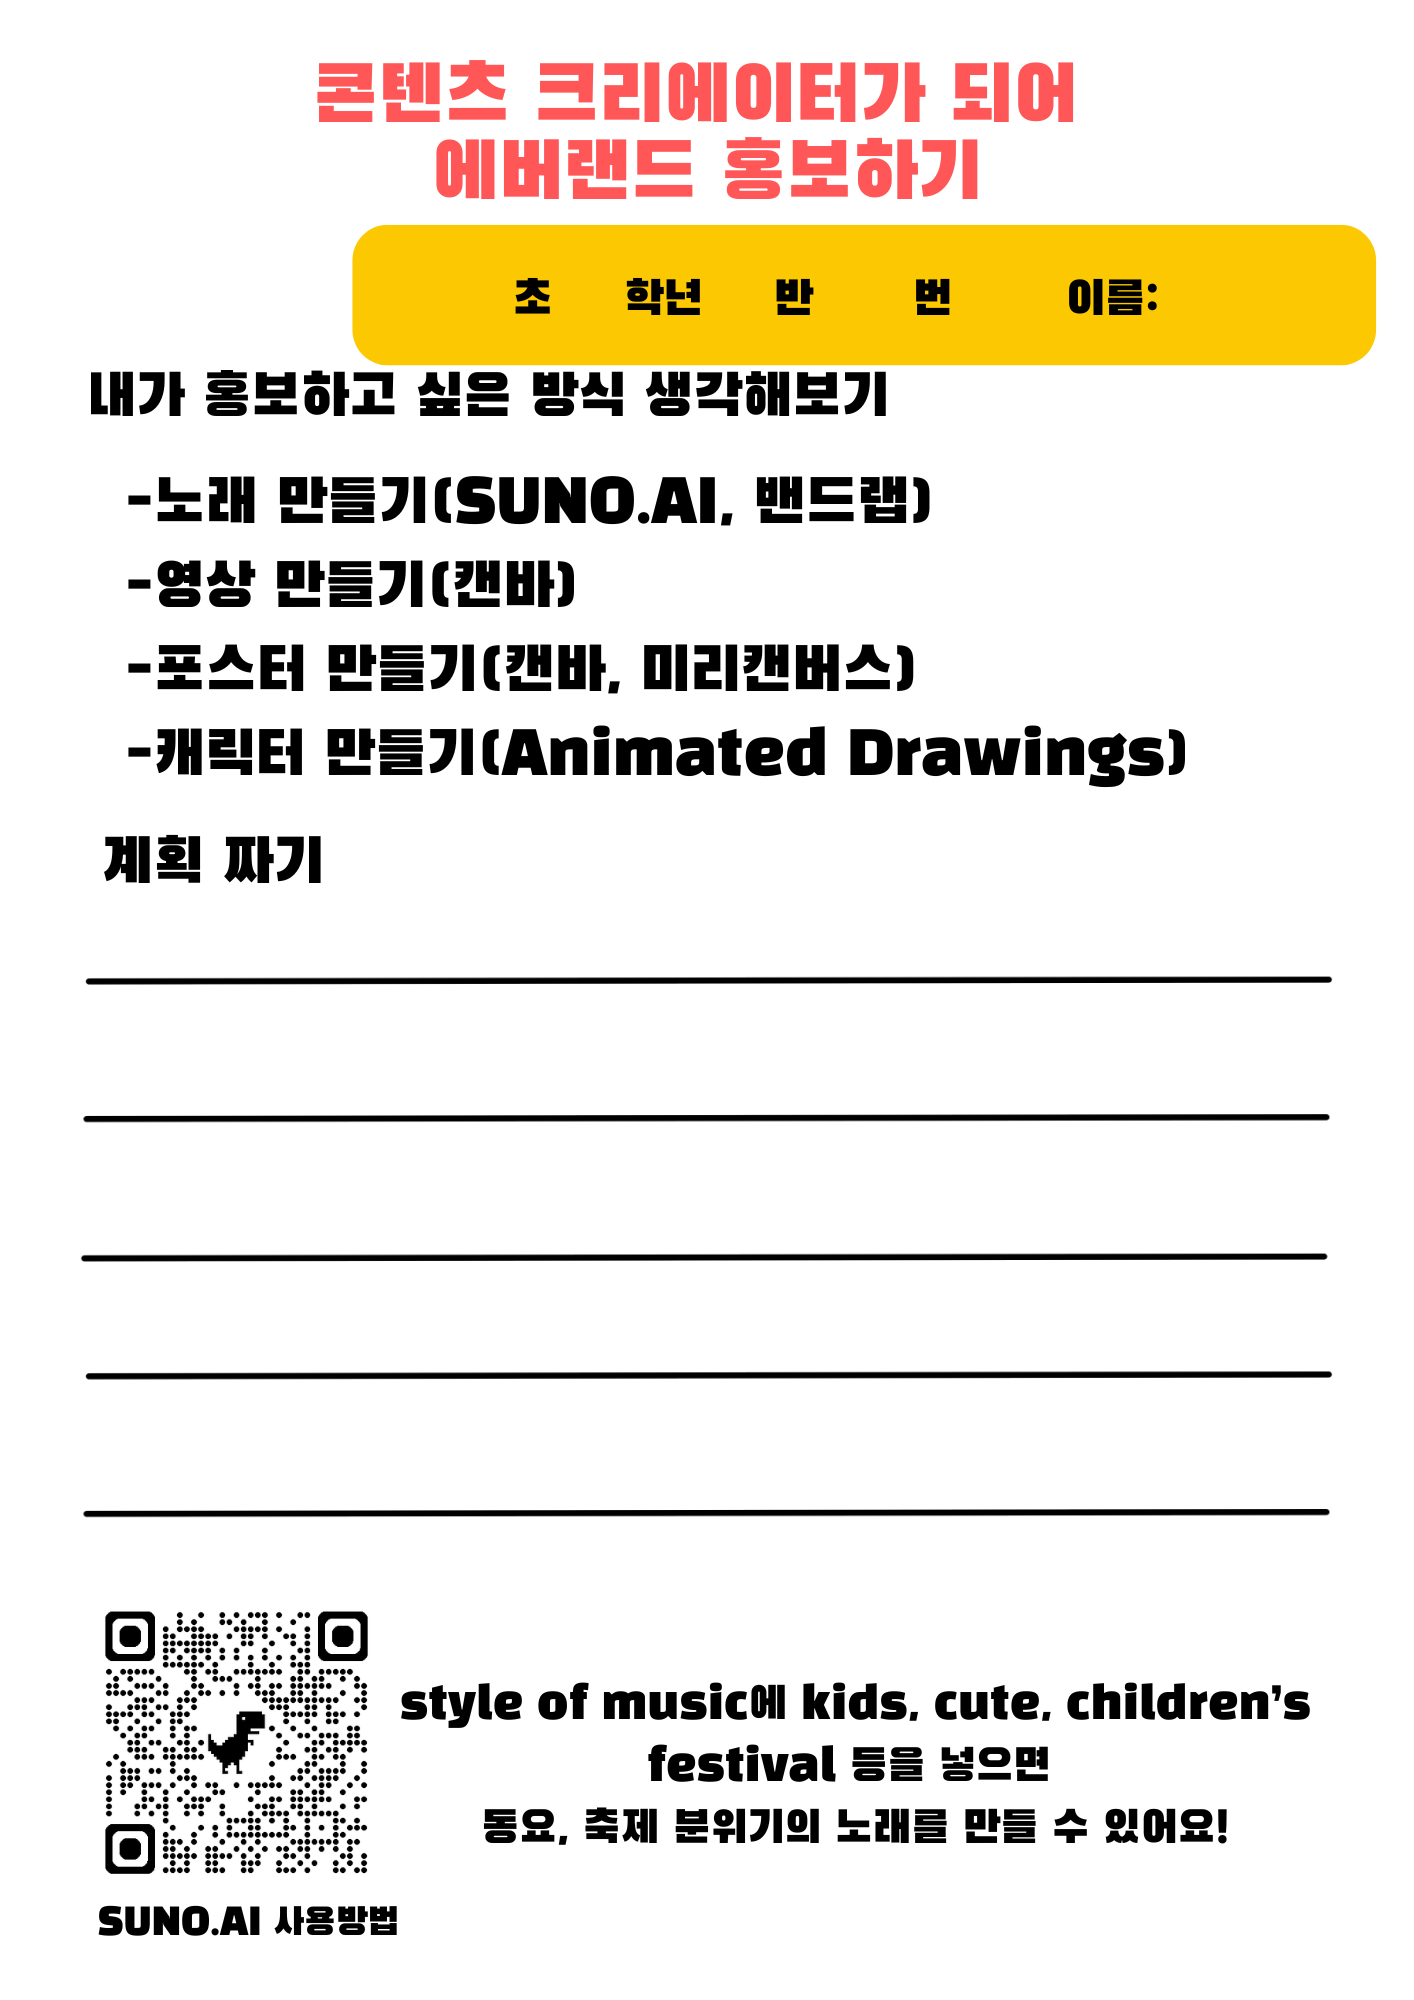 콘텐츠 크리에이터가 되어
에버랜드 홍보하기
초 학년 반 번 이름:
내가 홍보하고 싶은 방식 생각해보기
-노래 만들기(SUNO.AI, 밴드랩)
-영상 만들기(캔바)
-포스터 만들기(캔바, 미리캔버스)
-캐릭터 만들기(Animated Drawings)
계획 짜기
style of music에 kids, cute, children’s
festival 등을 넣으면
동요, 축제 분위기의 노래를 만들 수 있어요!
SUNO.AI 사용방법